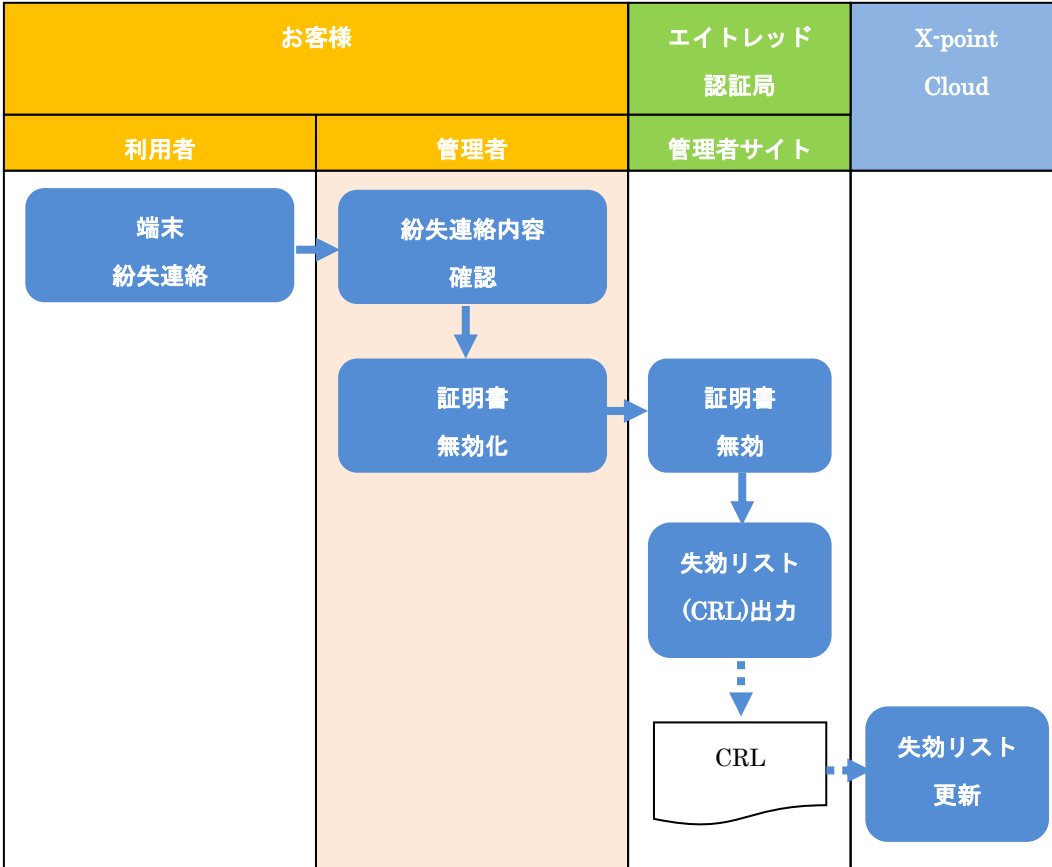 お客様
エイトレッド
認証局
X-point
Cloud
利用者
管理者
管理者サイト
端末
紛失連絡
紛失連絡内容
確認
証明書
無効化
証明書
無効
失効リスト
(CRL)出力
CRL
失効リスト
更新